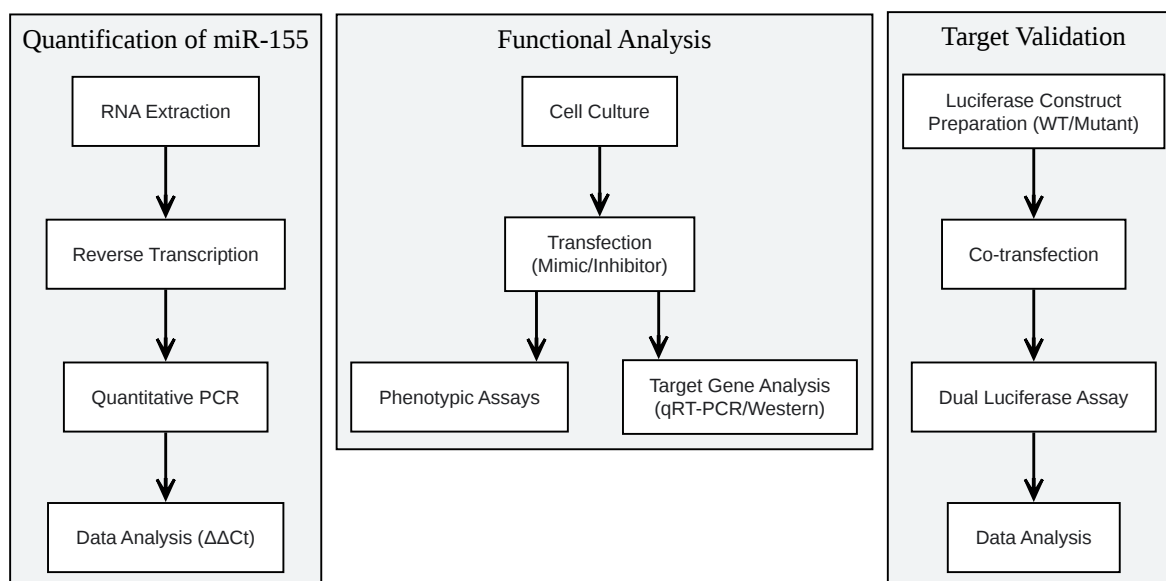 Quantification of miR-155
RNA Extraction
Reverse Transcription
Quantitative PCR
Data Analysis (ΔΔCt)
Functional Analysis
Cell Culture
Transfection
(Mimic/Inhibitor)
Phenotypic Assays
Target Gene Analysis
(qRT-PCR/Western)
Target Validation
Luciferase Construct
Preparation (WT/Mutant)
Co-transfection
Dual Luciferase Assay
Data Analysis